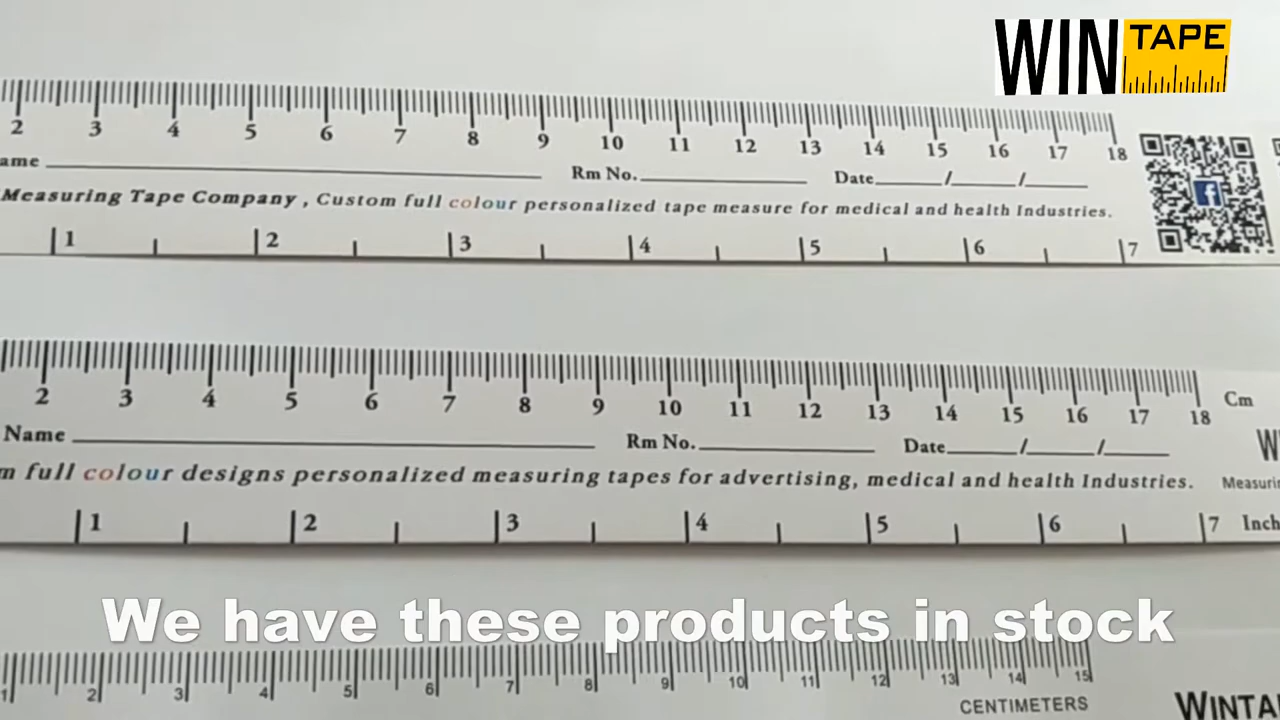 WIN TAPE
2 3 4 5 6 7 8 9 10 11 12 13 14 15 16 17 18
ame Rm No. Date / /
Measuring Tape Company , Custom full colour personalized tape measure for medical and health Industries.
1 2 3 4 5 6 7
2 3 4 5 6 7 8 9 10 11 12 13 14 15 16 17 18 Cm
Name Rm No. Date / /
m full colour designs personalized measuring tapes for advertising, medical and health Industries.
Measurin
1 2 3 4 5 6 7 Inch
We have these products in stock
1 2 3 4 5 6 7 8 9 10 11 12 13 14 15
CENTIMETERS
WINTA